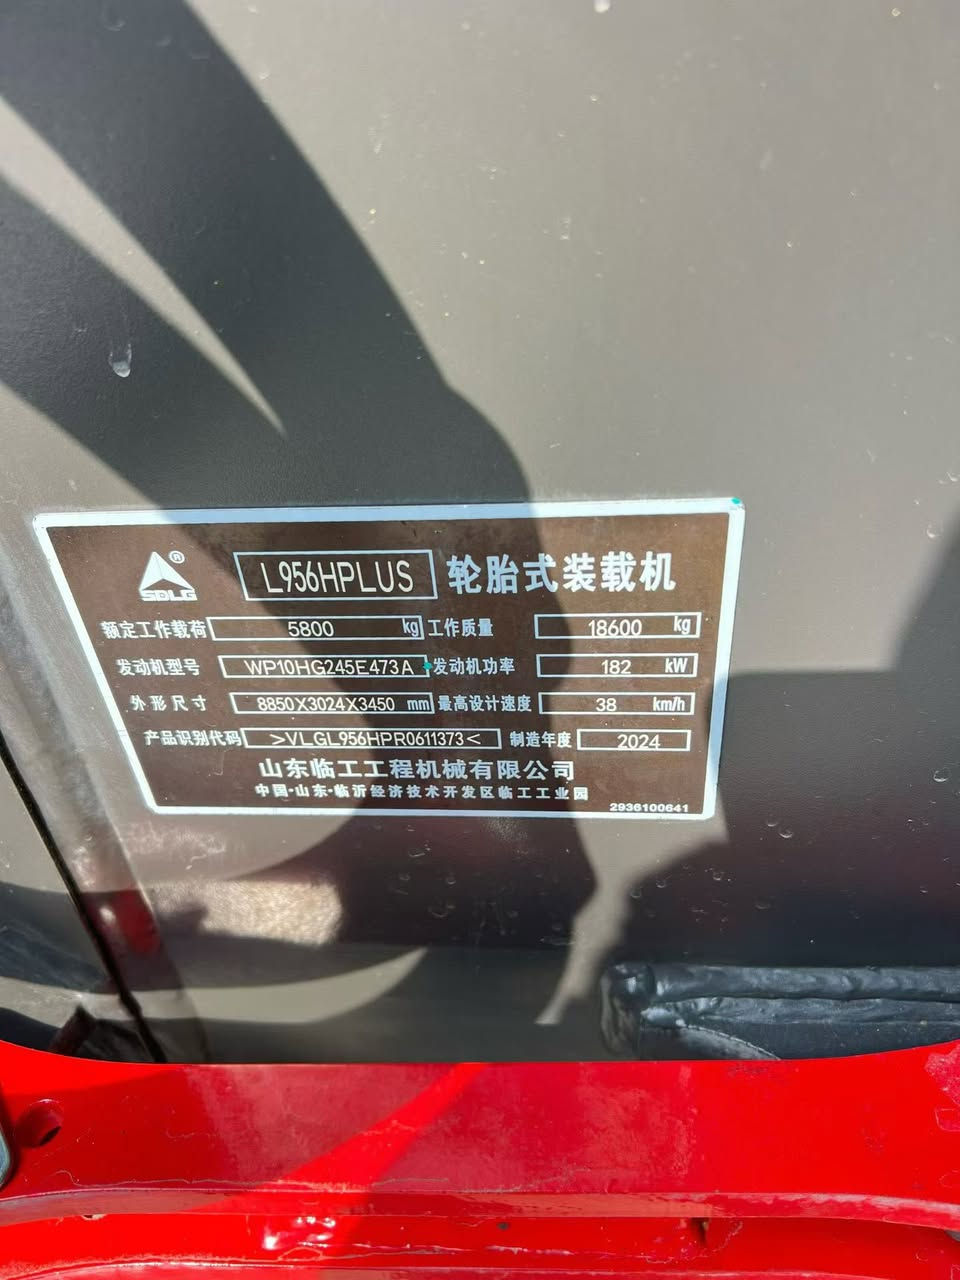 ® SDLG L956HPLUS 轮胎式装载机
额定工作载荷 5800 kg 工作质量 18600 kg
发动机型号 WP10HG245E473A 发动机功率 182 kW
外形尺寸 8850X3024X3450 mm 最高设计速度 38 km/h
产品识别代码 >VLGL956HPR0611373< 制造年度 2024
山东临工工程机械有限公司
中国·山东·临沂经济技术开发区临工工业园
2936100641